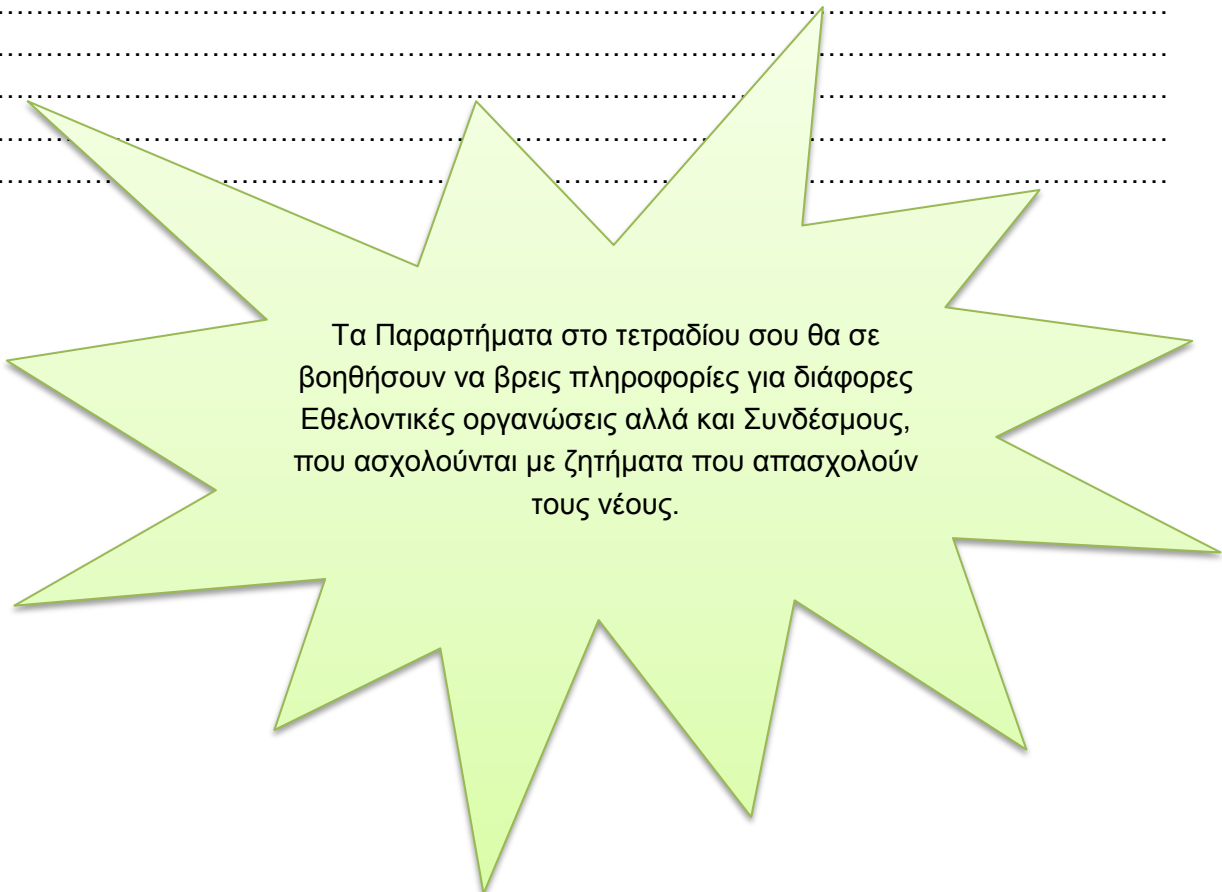 Τα Παραρτήματα στο τετραδίου σου θα σε
βοηθήσουν να βρεις πληροφορίες για διάφορες
Εθελοντικές οργανώσεις αλλά και Συνδέσμους,
που ασχολούνται με ζητήματα που απασχολούν
τους νέους.